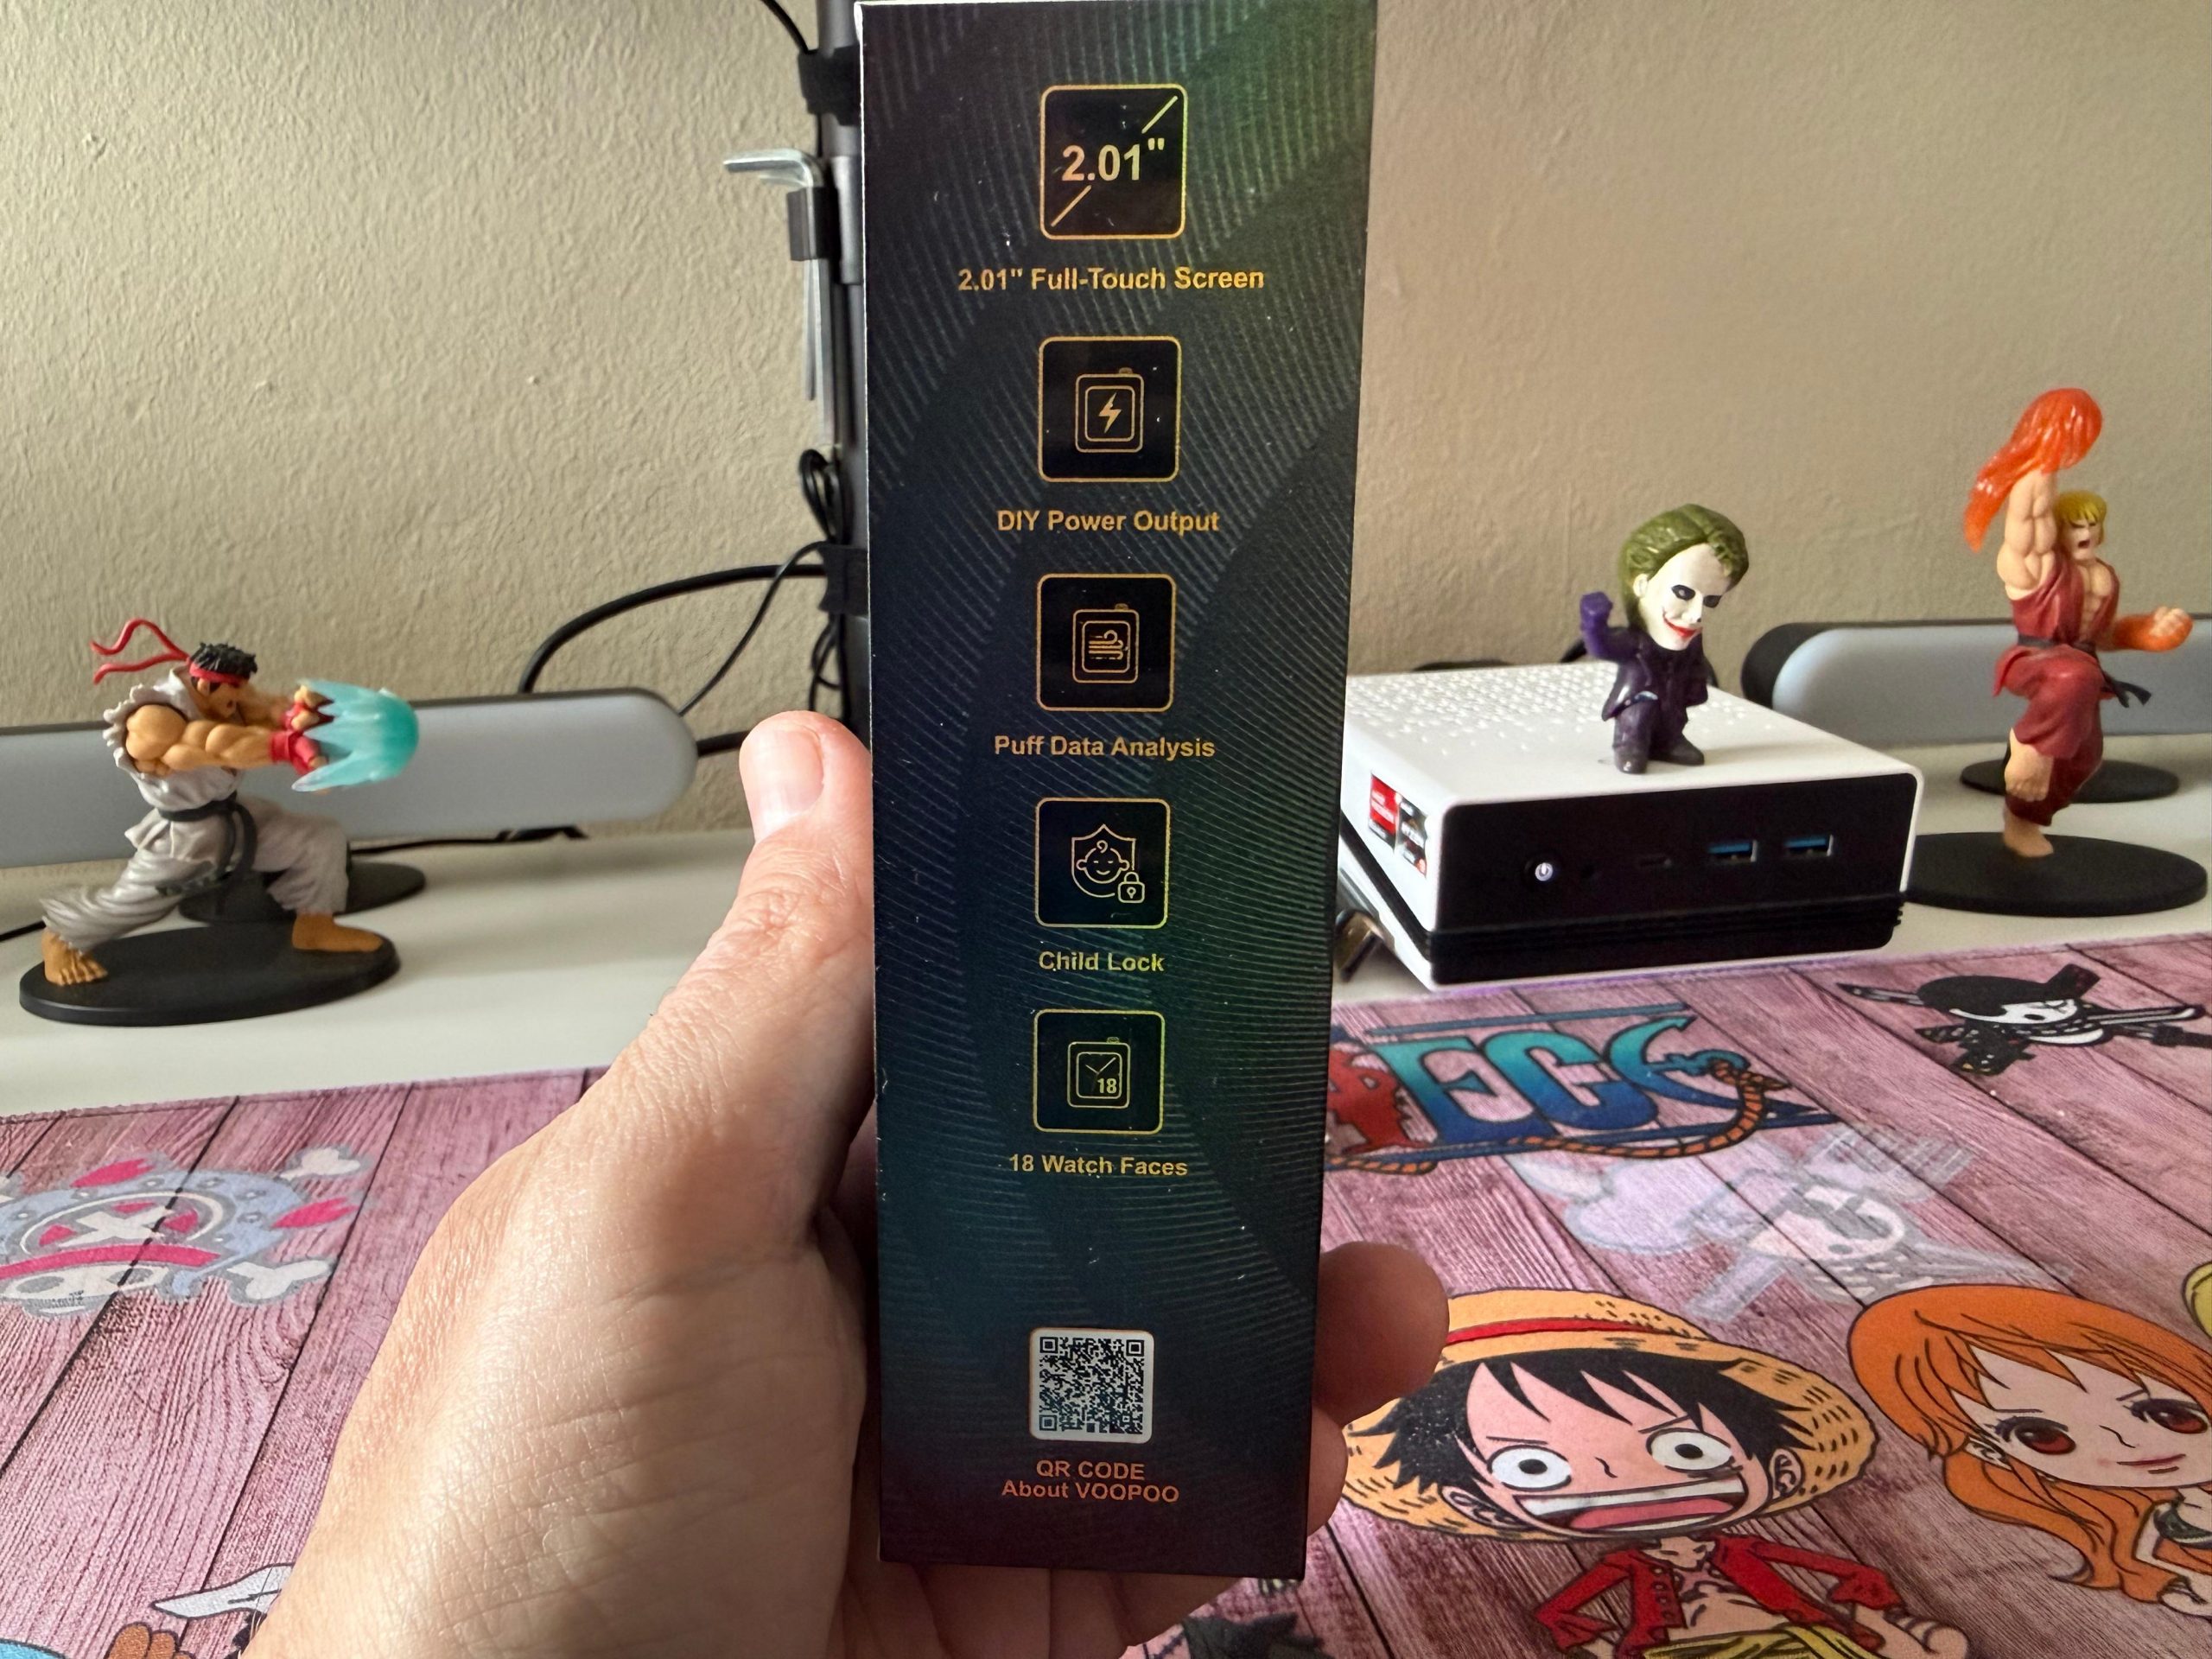 2.01"
2.01" Full-Touch Screen
DIY Power Output
Puff Data Analysis
Child Lock
18
18 Watch Faces
QR CODE
About VOOPOO